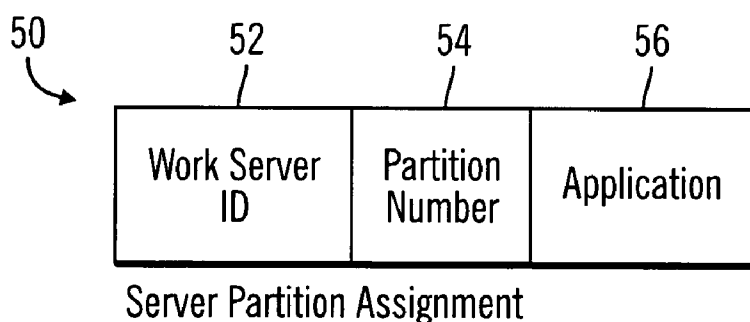 50 52 54 56
Work Server Partition Application
ID Number
Server Partition Assignment